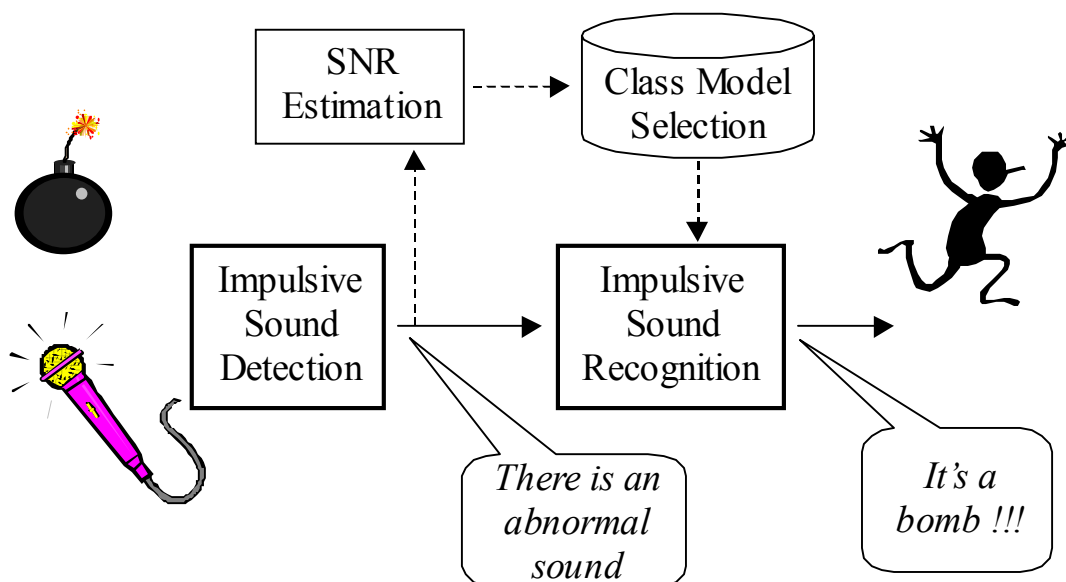 SNR
Estimation
Class Model
Selection
Impulsive
Sound
Detection
Impulsive
Sound
Recognition
There is an
abnormal
sound
It's a
bomb !!!